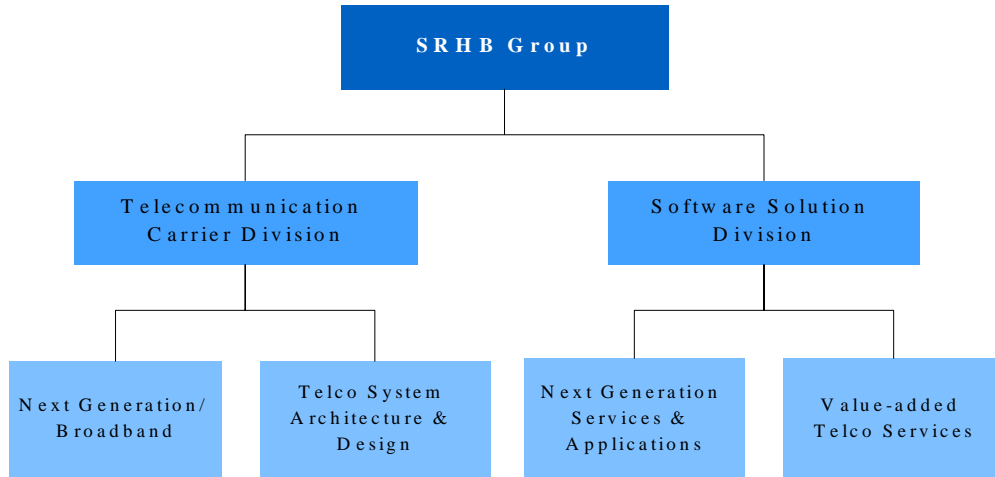 SRHB Group
Telecommunication
Carrier Division
Software Solution
Division
Next Generation/
Broadband
Telco System
Architecture &
Design
Next Generation
Services &
Applications
Value-added
Telco Services